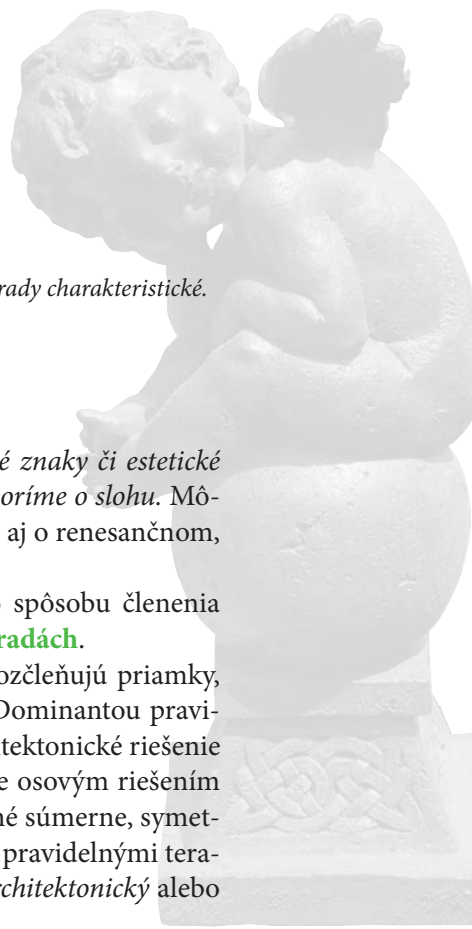 rady charakteristické.
é znaky či estetické
oríme o slohu. Mô-
aj o renesančnom,
spôsobu členenia
radách.
ozčleňujú priamky,
Dominantou pravi-
itektonické riešenie
e osovým riešením
né súmerne, symet-
pravidelnými tera-
rchitektonický alebo